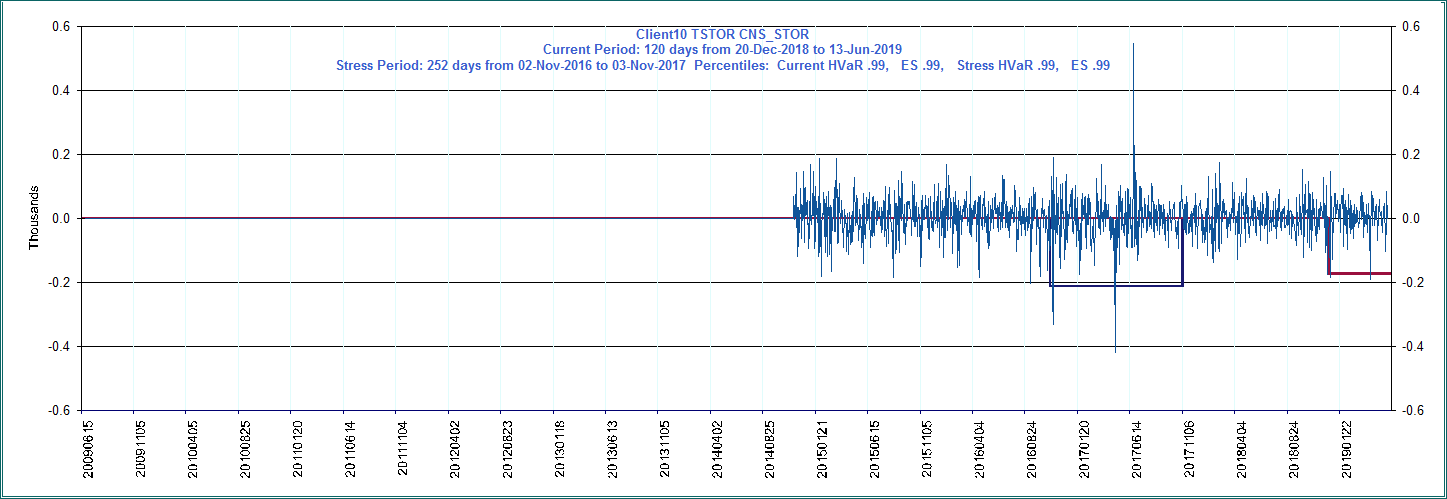 Client10 TSTOR CNS_STOR
Current Period: 120 days from 20-Dec-2018 to 13-Jun-2019
Stress Period: 252 days from 02-Nov-2016 to 03-Nov-2017  Percentiles:  Current HVaR .99,   ES .99,   Stress HVaR .99,   ES .99
0.6 0.6
0.4 0.4
0.2 0.2
0.0 0.0
-0.2 -0.2
-0.4 -0.4
-0.6 -0.6
Thousands
20090615 20091105 20100405 20100825 20110120 20110614 20111104 20120402 20120823 20130118 20130613 20131105 20140402 20140825 20150121 20150615 20151105 20160404 20160824 20170120 20170614 20171106 20180404 20180824 20190122